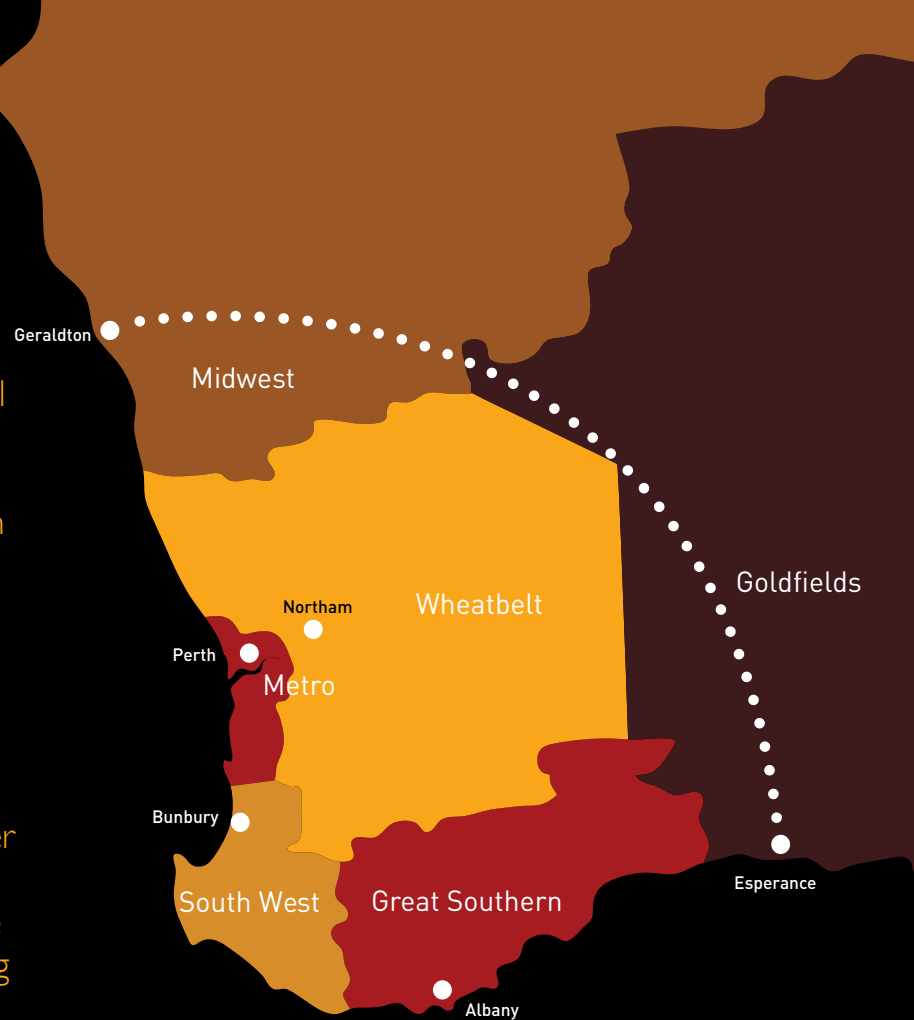 Geraldton
Midwest
Goldfields
Wheatbelt
Northam
Perth
Metro
Bunbury
South West
Great Southern
Esperance
Albany